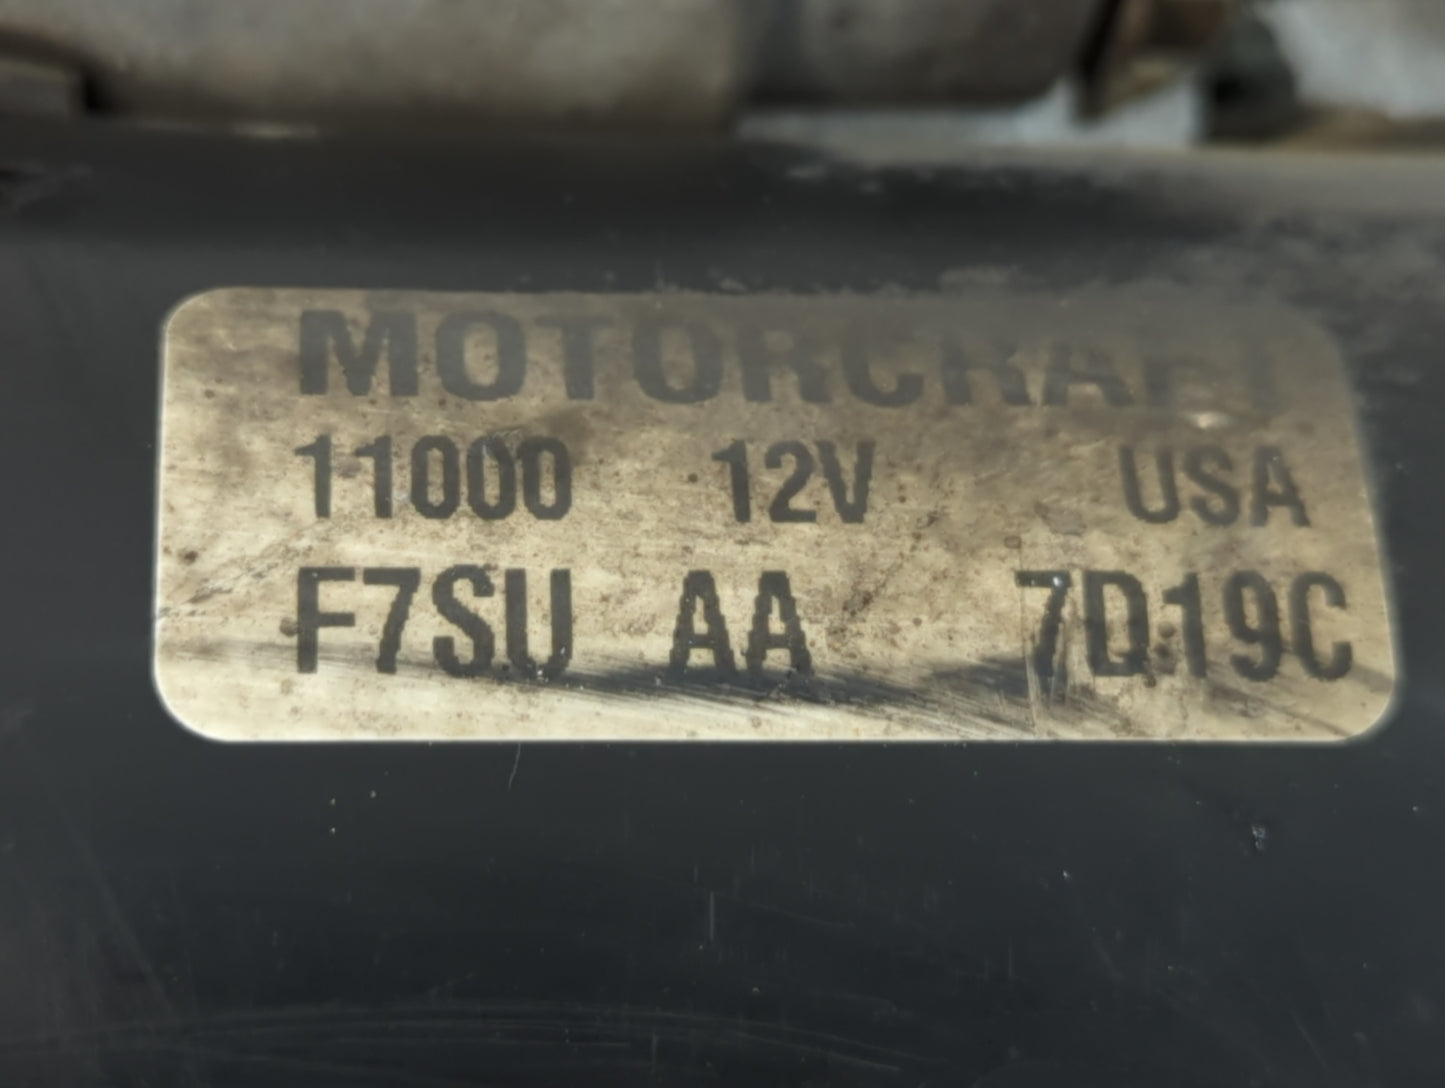 MOTORCRAFT
11000 12V USA
F7SU AA 7D19C